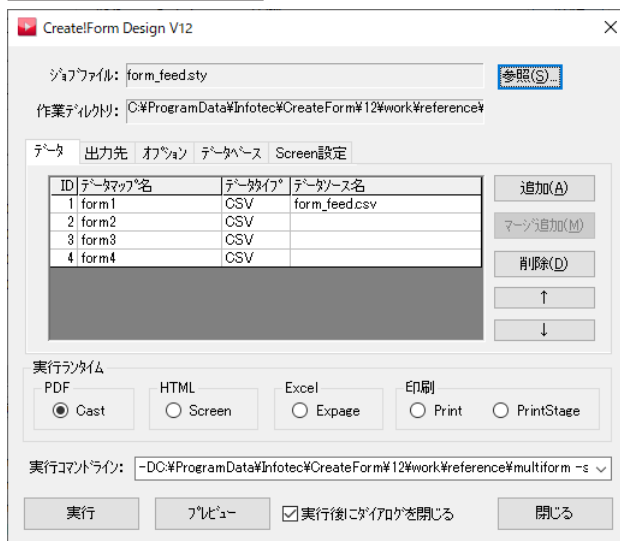 Create!Form Design V12
ｼﾞｮﾌﾞﾌｧｲﾙ: form_feed.sty 参照(S)...
作業ﾃﾞｨﾚｸﾄﾘ: C:¥ProgramData¥Infotec¥CreateForm¥12¥work¥reference¥
ﾃﾞｰﾀ 出力先 ｵﾌﾟｼｮﾝ ﾃﾞｰﾀﾍﾞｰｽ Screen設定
ID ﾃﾞｰﾀﾏｯﾌﾟ名 ﾃﾞｰﾀﾀｲﾌﾟ ﾃﾞｰﾀｿｰｽ名 追加(A)
1 form1 CSV form_feed.csv
2 form2 CSV ﾏｰｼﾞ追加(M)
3 form3 CSV
4 form4 CSV 削除(D)
↑
↓
実行ﾗﾝﾀｲﾑ
PDF HTML Excel 印刷
Cast Screen Expage Print PrintStage
実行ｺﾏﾝﾄﾞﾗｲﾝ: -DC:¥ProgramData¥Infotec¥CreateForm¥12¥work¥reference¥multiform -s
実行 ﾌﾟﾚﾋﾞｭｰ 実行後にﾀﾞｲｱﾛｸﾞを閉じる 閉じる